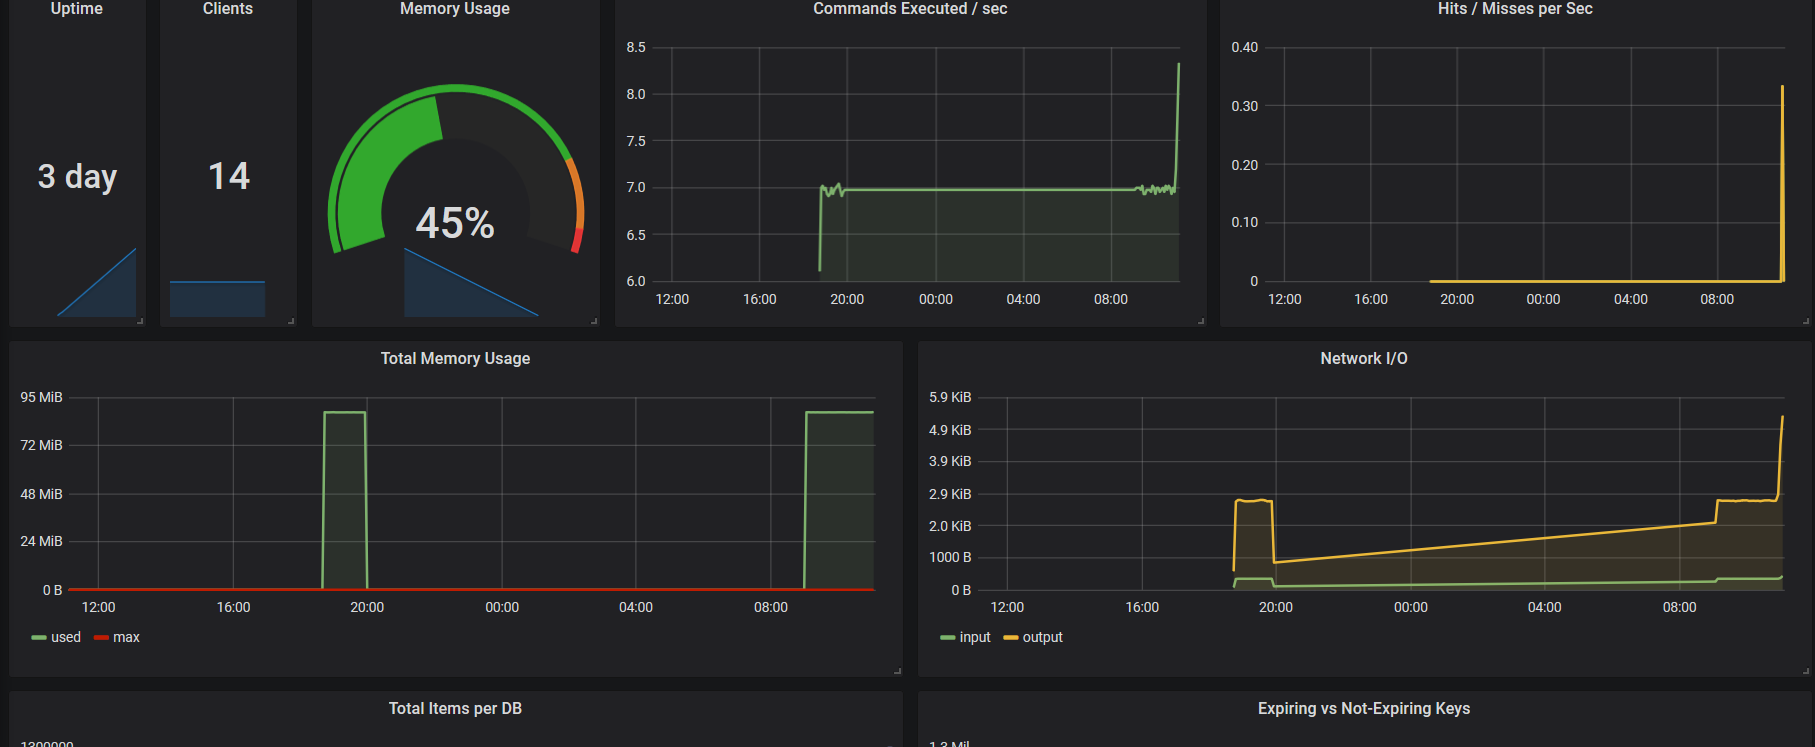 Uptime
3 day
Clients
14
Memory Usage
45%
Commands Executed / sec
8.5
8.0
7.5
7.0
6.5
6.0
12:00 16:00 20:00 00:00 04:00 08:00
Hits / Misses per Sec
0.40
0.30
0.20
0.10
0
12:00 16:00 20:00 00:00 04:00 08:00
Total Memory Usage
95 MiB
72 MiB
48 MiB
24 MiB
0 B
12:00 16:00 20:00 00:00 04:00 08:00
used max
Network I/O
5.9 KiB
4.9 KiB
3.9 KiB
2.9 KiB
2.0 KiB
1000 B
0 B
12:00 16:00 20:00 00:00 04:00 08:00
input output
Total Items per DB
1300000
Expiring vs Not-Expiring Keys
1.3 Mil